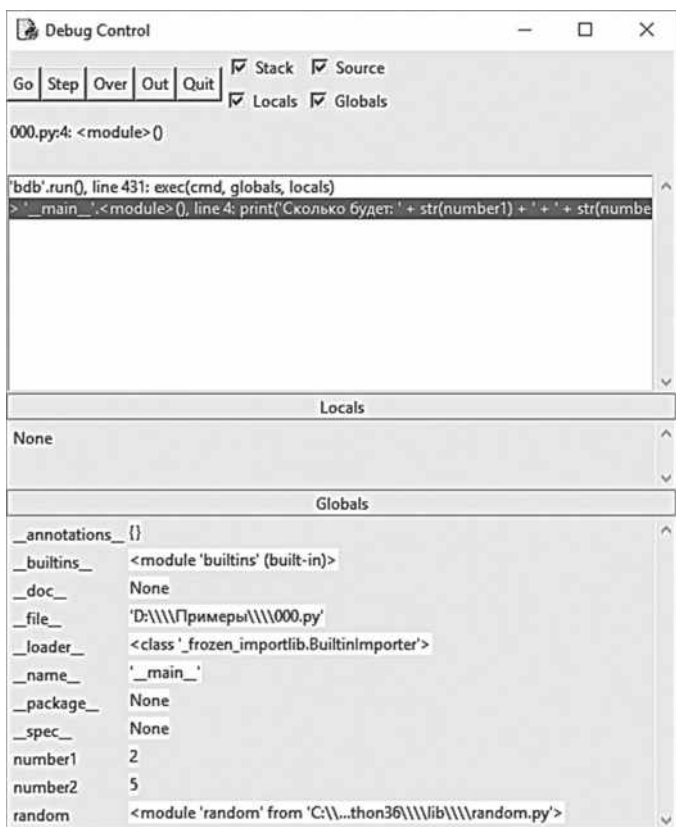 Debug Control
Go Step Over Out Quit
Stack Source
Locals Globals
000.py:4: <module>()
'bdb'.run(), line 431: exec(cmd, globals, locals)
> '__main__'.<module>(), line 4: print('Сколько будет: ' + str(number1) + ' + ' + str(numbe
Locals
None
Globals
__annotations__ {}
__builtins__ <module 'builtins' (built-in)>
__doc__ None
__file__ 'D:\\\\Примеры\\\\000.py'
__loader__ <class '_frozen_importlib.BuiltinImporter'>
__name__ '__main__'
__package__ None
__spec__ None
number1 2
number2 5
random <module 'random' from 'C:\\...thon36\\\\lib\\\\random.py'>